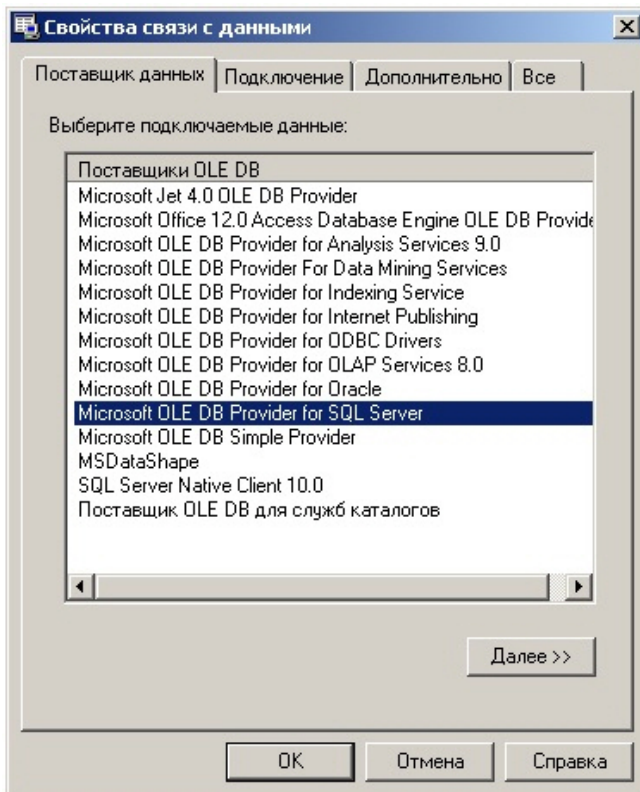 Свойства связи с данными
Поставщик данных Подключение Дополнительно Все
Выберите подключаемые данные:
Поставщики OLE DB
Microsoft Jet 4.0 OLE DB Provider
Microsoft Office 12.0 Access Database Engine OLE DB Provide
Microsoft OLE DB Provider for Analysis Services 9.0
Microsoft OLE DB Provider For Data Mining Services
Microsoft OLE DB Provider for Indexing Service
Microsoft OLE DB Provider for Internet Publishing
Microsoft OLE DB Provider for ODBC Drivers
Microsoft OLE DB Provider for OLAP Services 8.0
Microsoft OLE DB Provider for Oracle
Microsoft OLE DB Provider for SQL Server
Microsoft OLE DB Simple Provider
MSDataShape
SQL Server Native Client 10.0
Поставщик OLE DB для служб каталогов
Далее >>
OK Отмена Справка